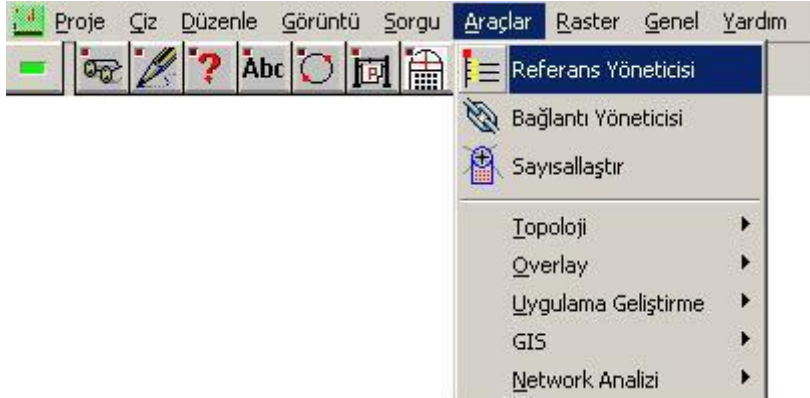 Proje Çiz Düzenle Görüntü Sorgu Araçlar Raster Genel Yardım
? Abc P
Referans Yöneticisi
Bağlantı Yöneticisi
Sayısallaştır
Topoloji
Overlay
Uygulama Geliştirme
GIS
Network Analizi